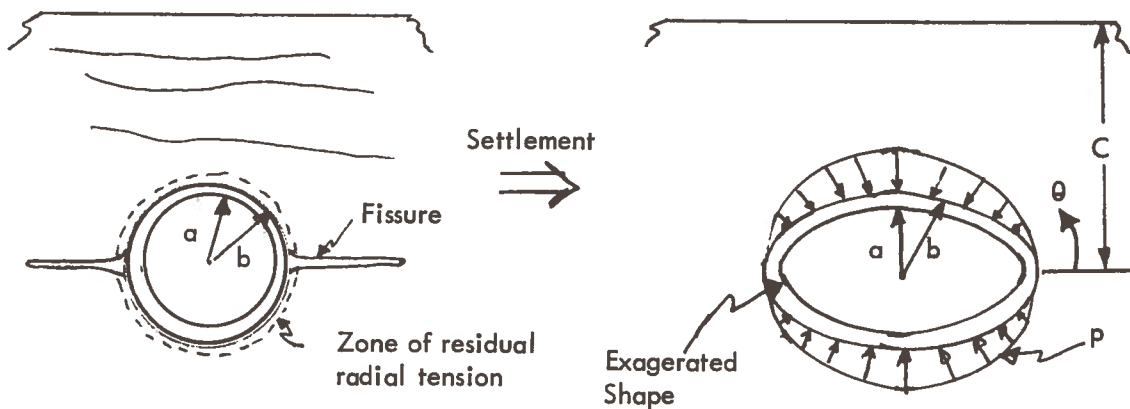 Settlement
C
θ
Fissure
a
b
a
b
Zone of residual
radial tension
Exagerated
Shape
p